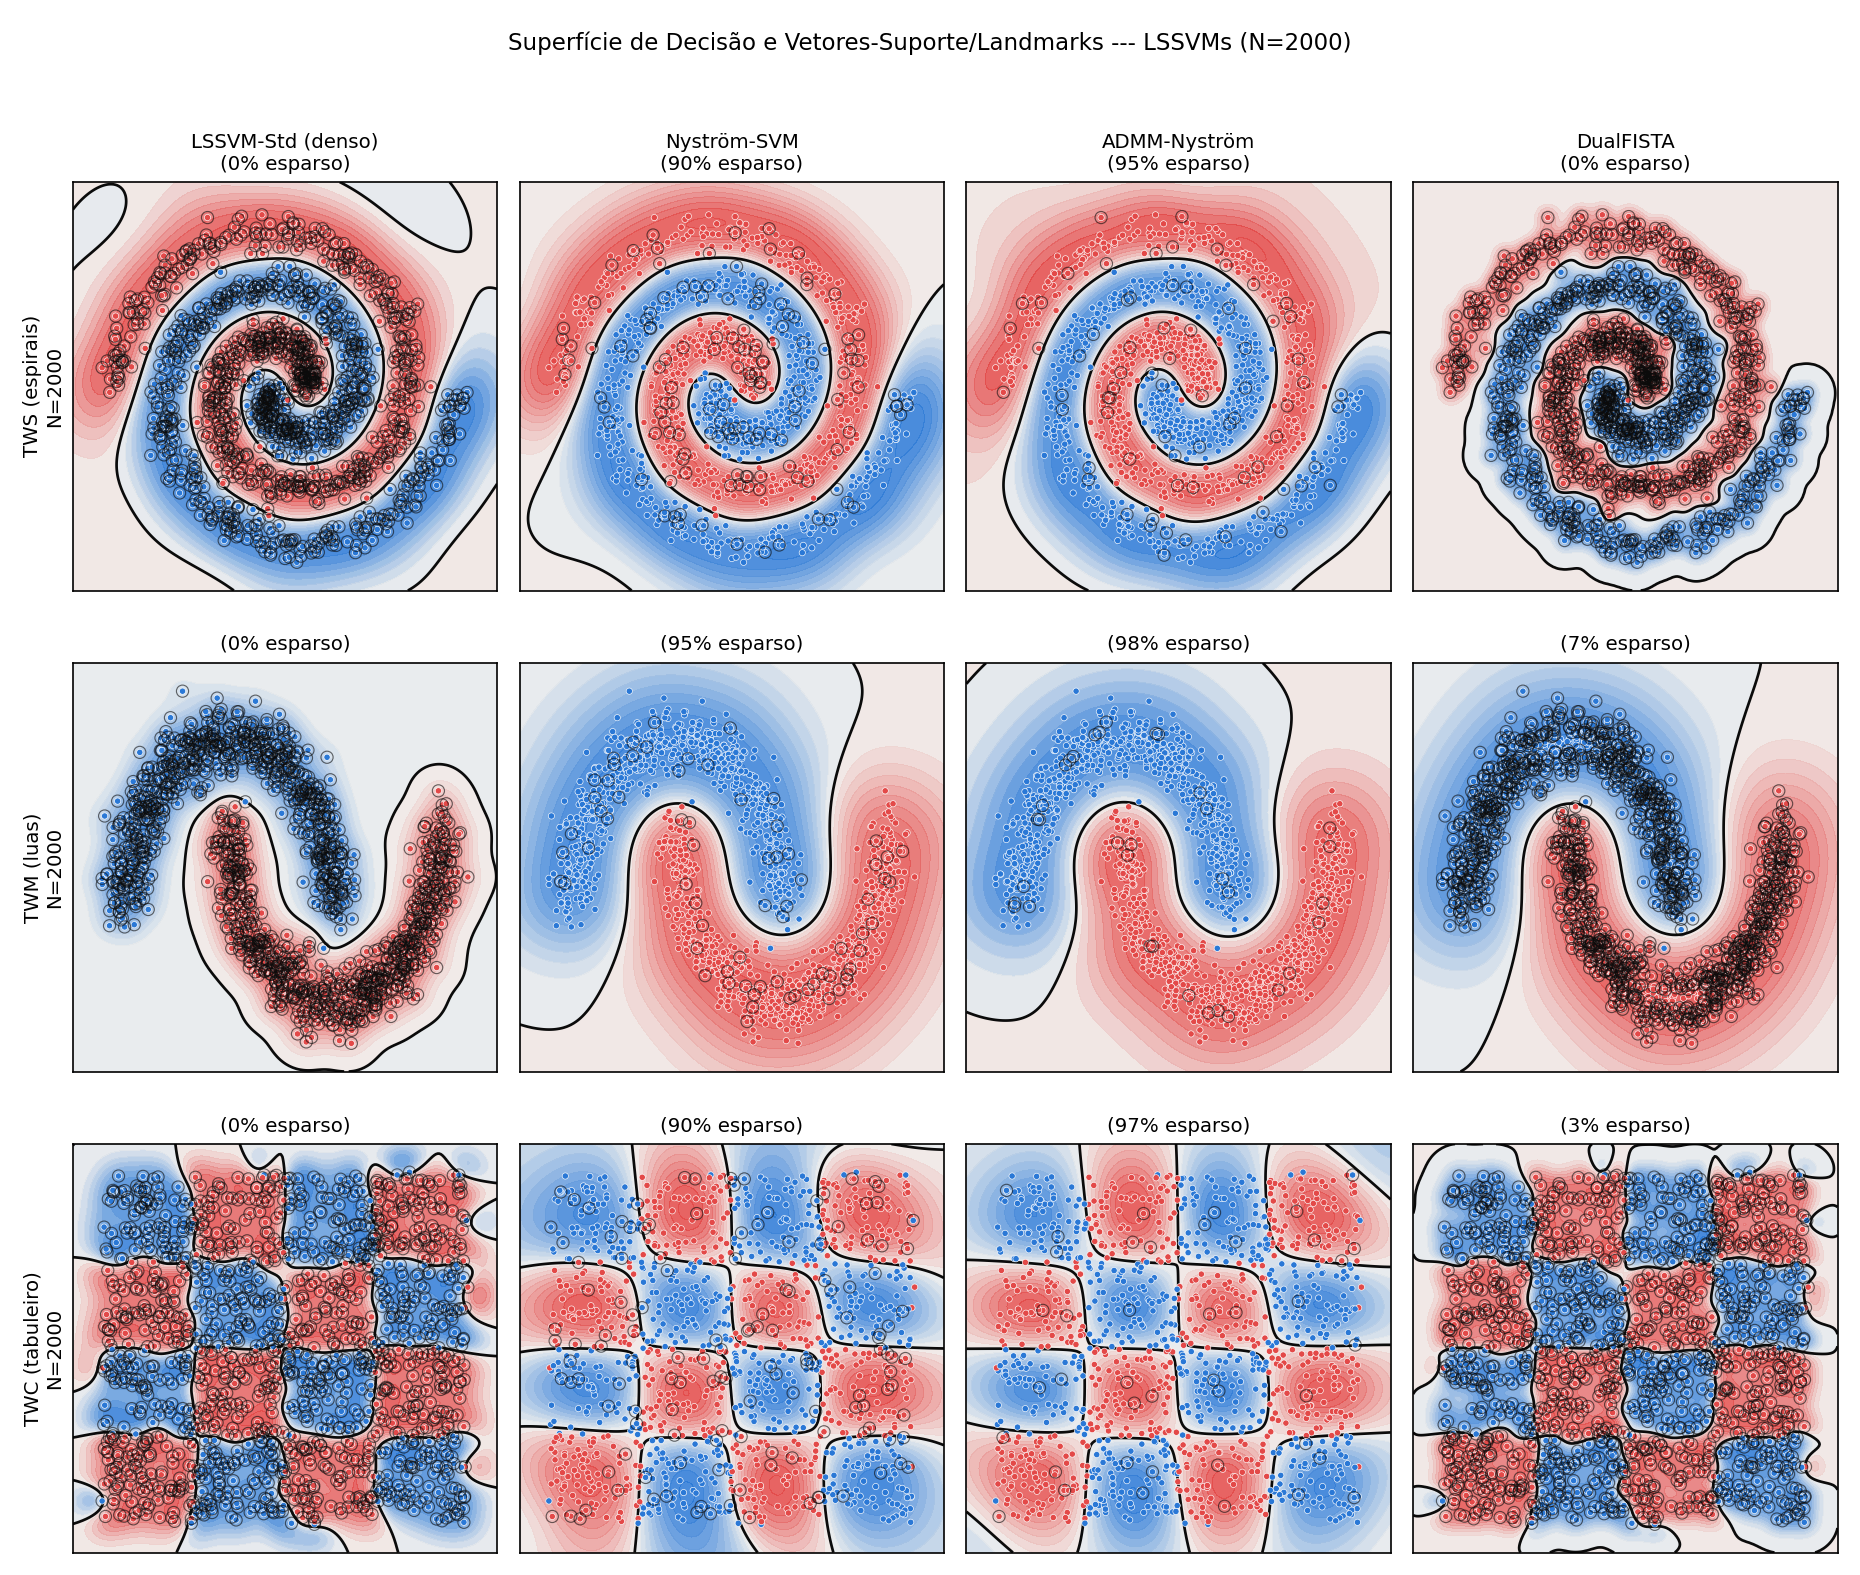 Superfície de Decisão e Vetores-Suporte/Landmarks --- LSSVMs (N=2000)
LSSVM-Std (denso)
(0% esparso)
Nyström-SVM
(90% esparso)
ADMM-Nyström
(95% esparso)
DualFISTA
(0% esparso)
TWS (espirais)
N=2000
(0% esparso)
(95% esparso)
(98% esparso)
(7% esparso)
TWM (luas)
N=2000
(0% esparso)
(90% esparso)
(97% esparso)
(3% esparso)
TWC (tabuleiro)
N=2000